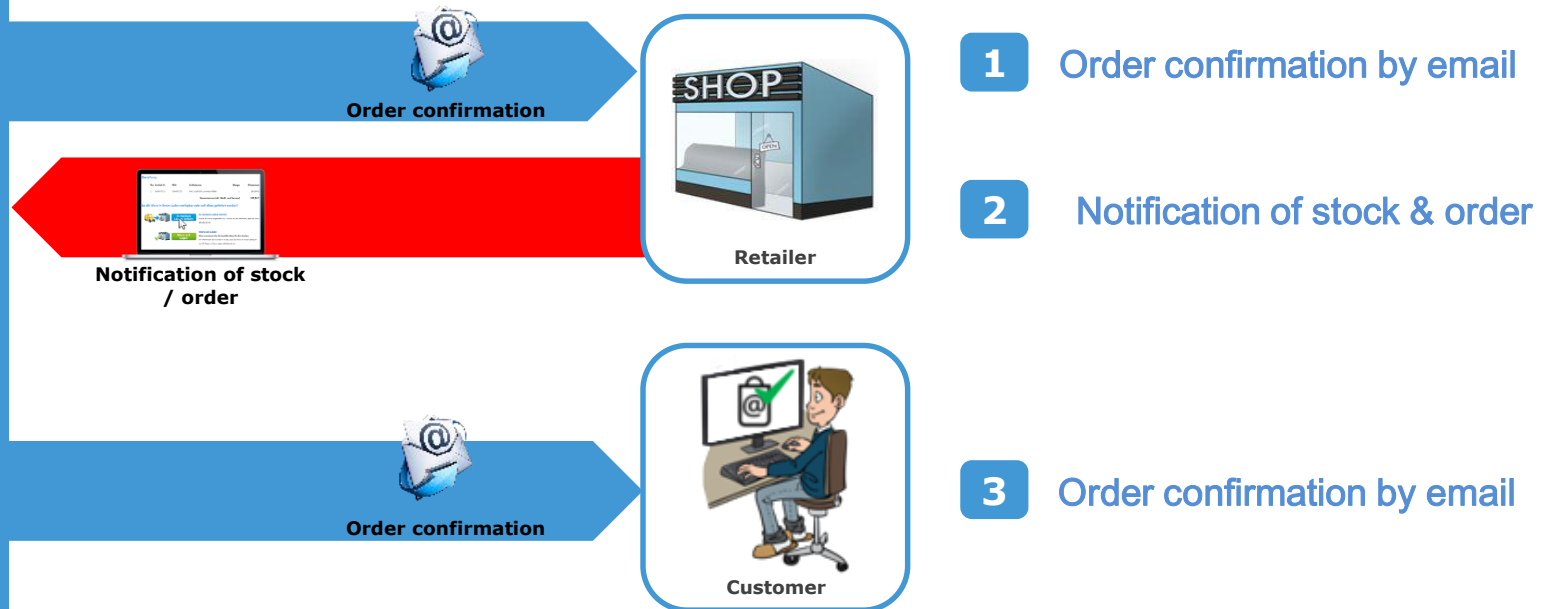 Order confirmation
SHOP
OPEN
Retailer
1 Order confirmation by email
Notification of stock
/ order
2 Notification of stock & order
@
Order confirmation
Customer
3 Order confirmation by email